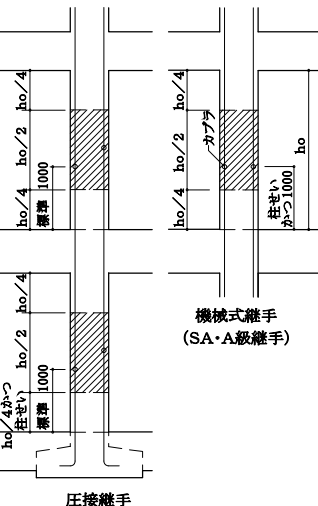 ho/4
ho/2
ho/4
標準 1000
ho/4
ho/2
ho/4
カプラ
ho
柱せい
かつ1000
機械式継手
(SA・A級継手)
ho/4
ho/2
ho/4かつ
柱せい
標準 1000
圧接継手